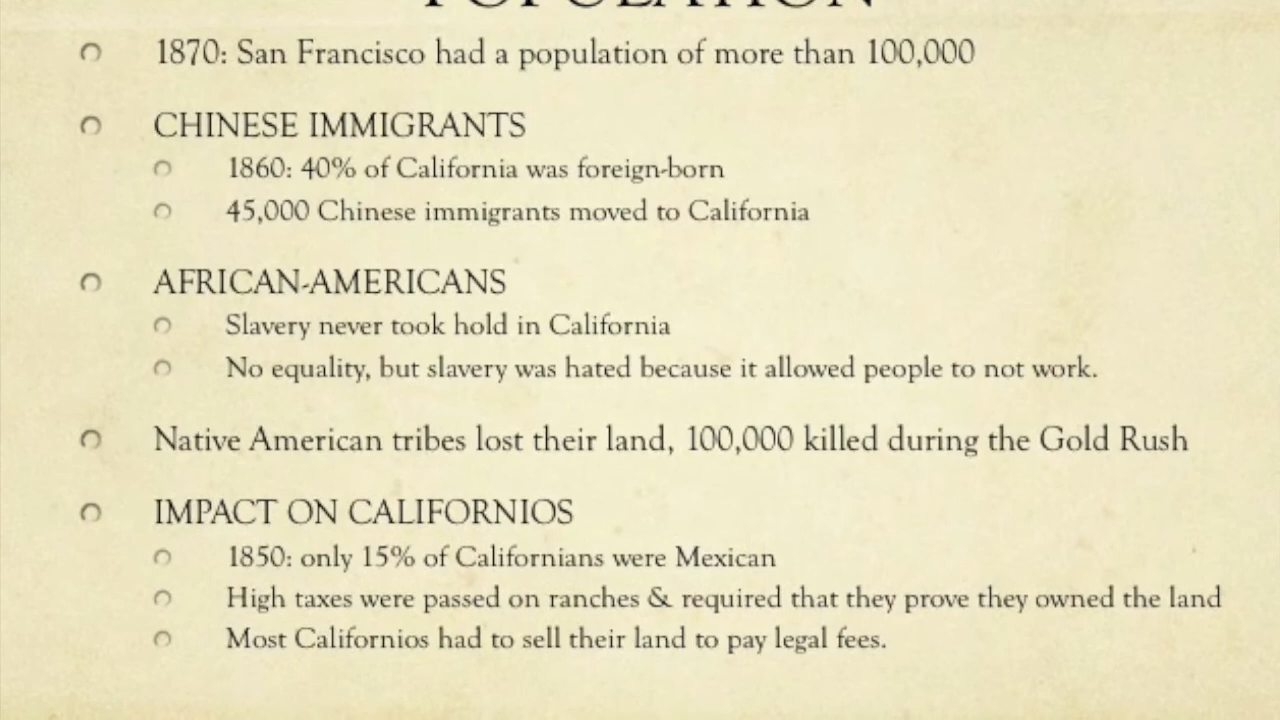 POPULATION
1870: San Francisco had a population of more than 100,000
CHINESE IMMIGRANTS
1860: 40% of California was foreign-born
45,000 Chinese immigrants moved to California
AFRICAN-AMERICANS
Slavery never took hold in California
No equality, but slavery was hated because it allowed people to not work.
Native American tribes lost their land, 100,000 killed during the Gold Rush
IMPACT ON CALIFORNIOS
1850: only 15% of Californians were Mexican
High taxes were passed on ranches & required that they prove they owned the land
Most Californios had to sell their land to pay legal fees.